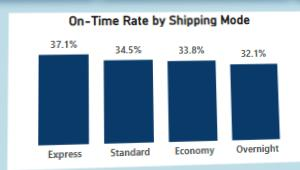 On-Time Rate by Shipping Mode
37.1% 34.5% 33.8% 32.1%
Express Standard Economy Overnight